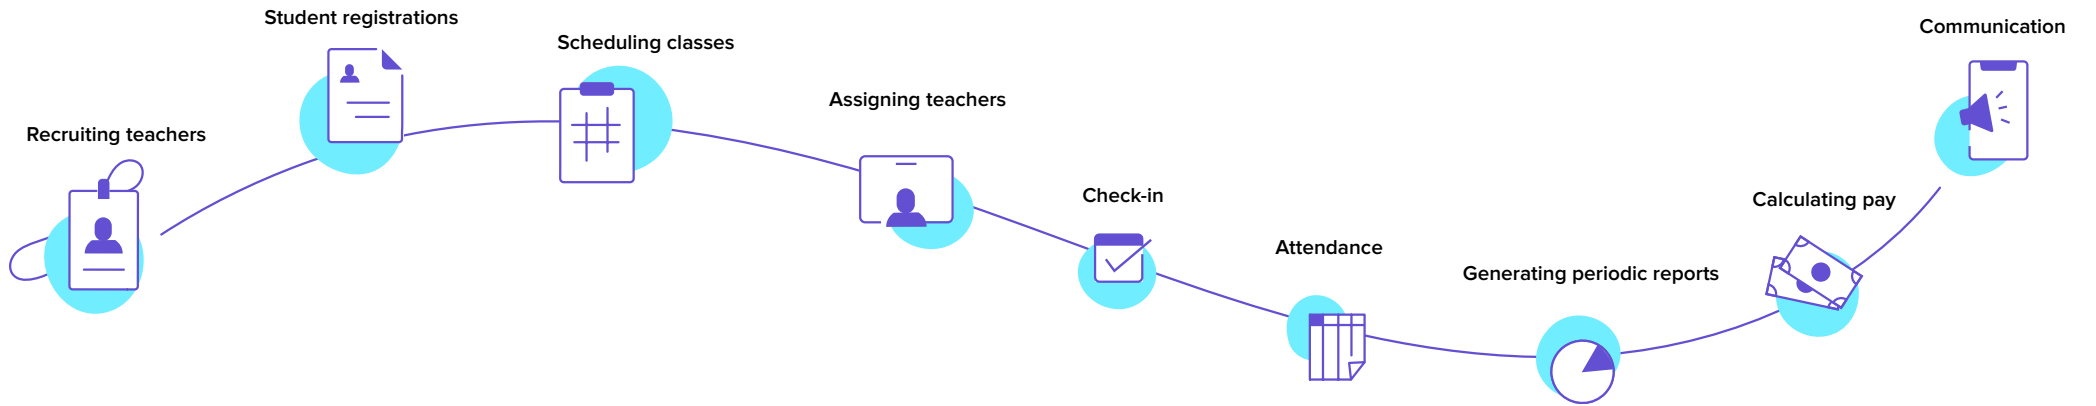 Recruiting teachers
Student registrations
Scheduling classes
Assigning teachers
Check-in
Attendance
Generating periodic reports
Calculating pay
Communication